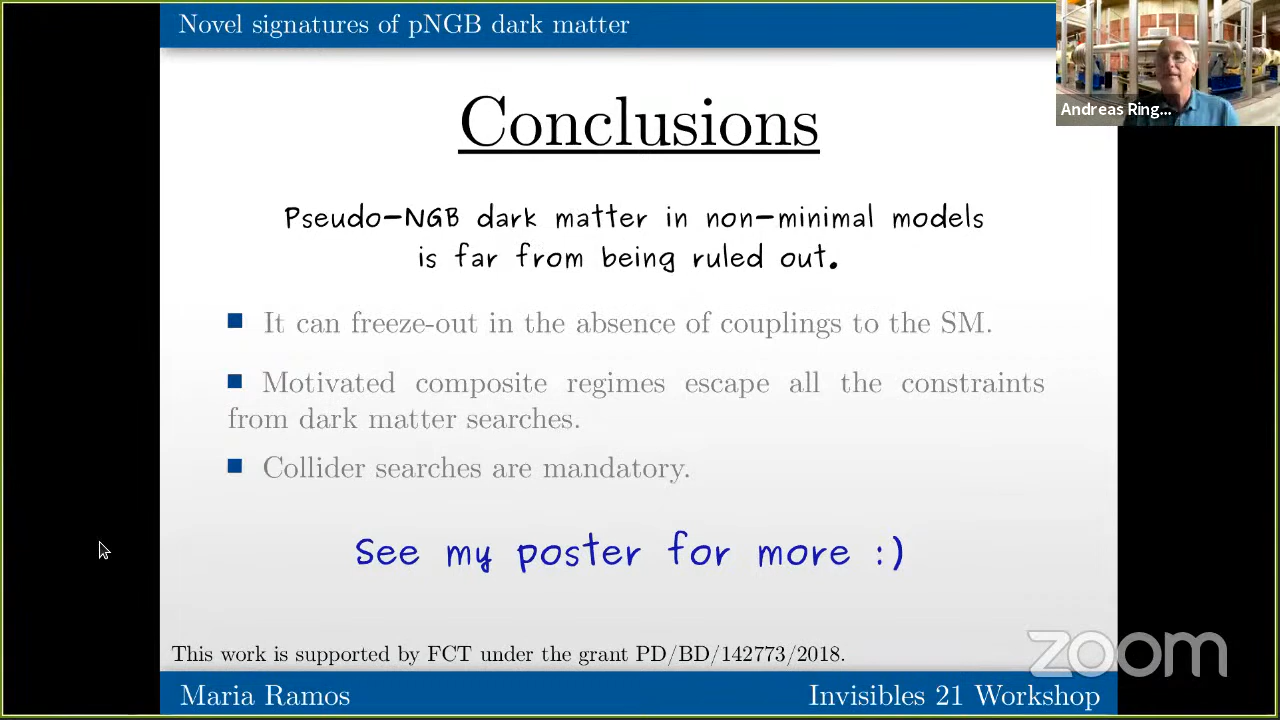 Novel signatures of pNGB dark matter
Andreas Ring...
Conclusions
Pseudo-NGB dark matter in non-minimal models
is far from being ruled out.
It can freeze-out in the absence of couplings to the SM.
Motivated composite regimes escape all the constraints
from dark matter searches.
Collider searches are mandatory.
See my poster for more :)
This work is supported by FCT under the grant PD/BD/142773/2018.
zoom
Maria Ramos
Invisibles 21 Workshop